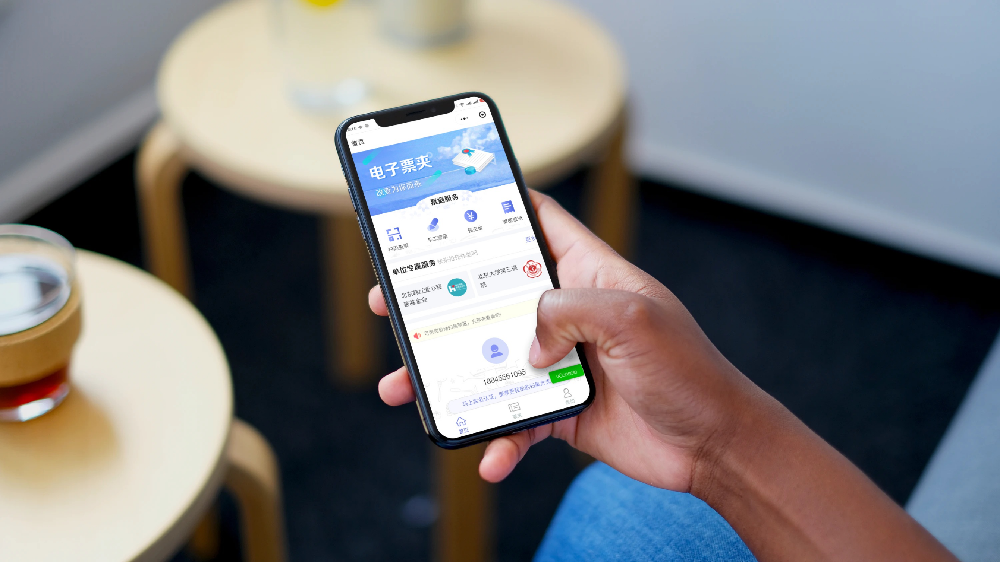 6:15
首页
电子票夹
改变为你而来
票据服务
扫码查票
手工查票
预交金
票据报销
单位专属服务 快来抢先体验吧
更多
北京韩红爱心慈
善基金会
北京大学第三医
院
可帮您自动归集票据，去票夹看看吧!
18845561095
vConsole
马上实名认证，便享更轻松的归集方式
首页
票夹
我的